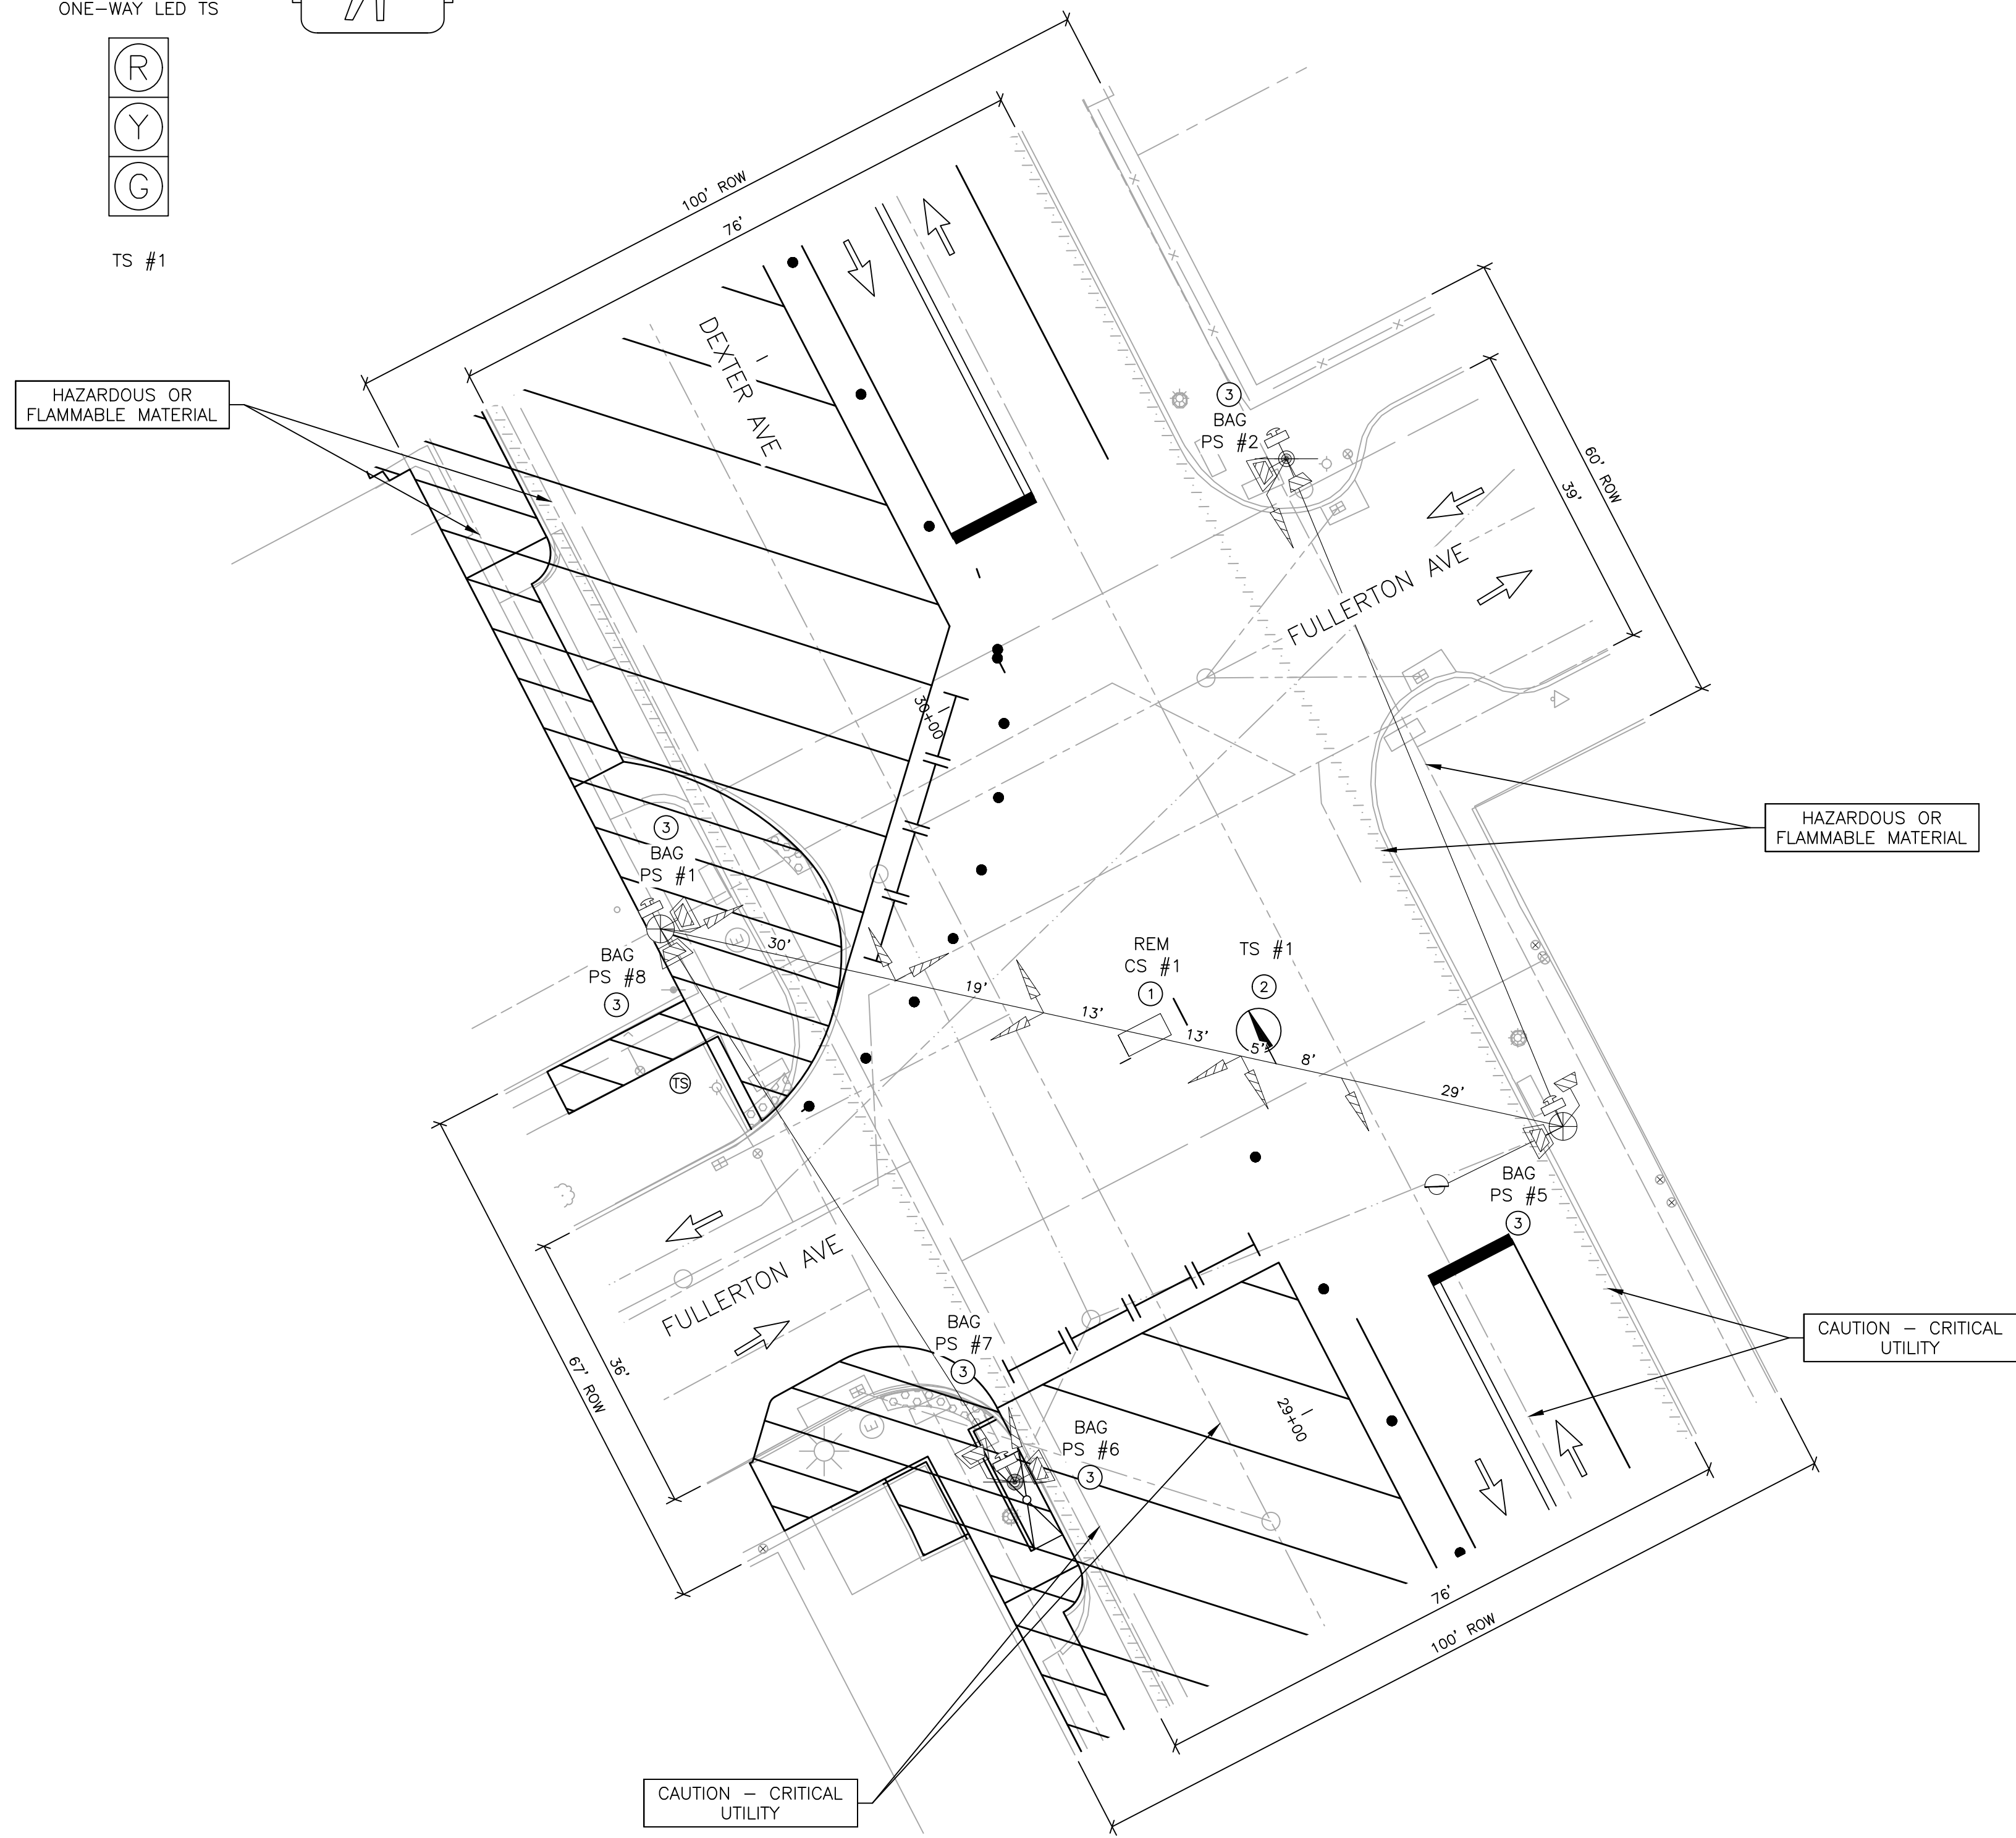 ONE-WAY LED TS
R
Y
G
TS #1
100' ROW
76'
DEXTER AVE
HAZARDOUS OR
FLAMMABLE MATERIAL
3
BAG
PS #2
60' ROW
39'
FULLERTON AVE
30+00
HAZARDOUS OR
FLAMMABLE MATERIAL
3
BAG
PS #1
E
30'
BAG
PS #8
3
19'
13'
REM
CS #1
1
13'
TS #1
2
5'
8'
29'
TS
BAG
PS #5
3
FULLERTON AVE
67' ROW
36'
BAG
PS #7
3
E
BAG
PS #6
3
29+00
CAUTION – CRITICAL
UTILITY
76'
100' ROW
CAUTION – CRITICAL
UTILITY